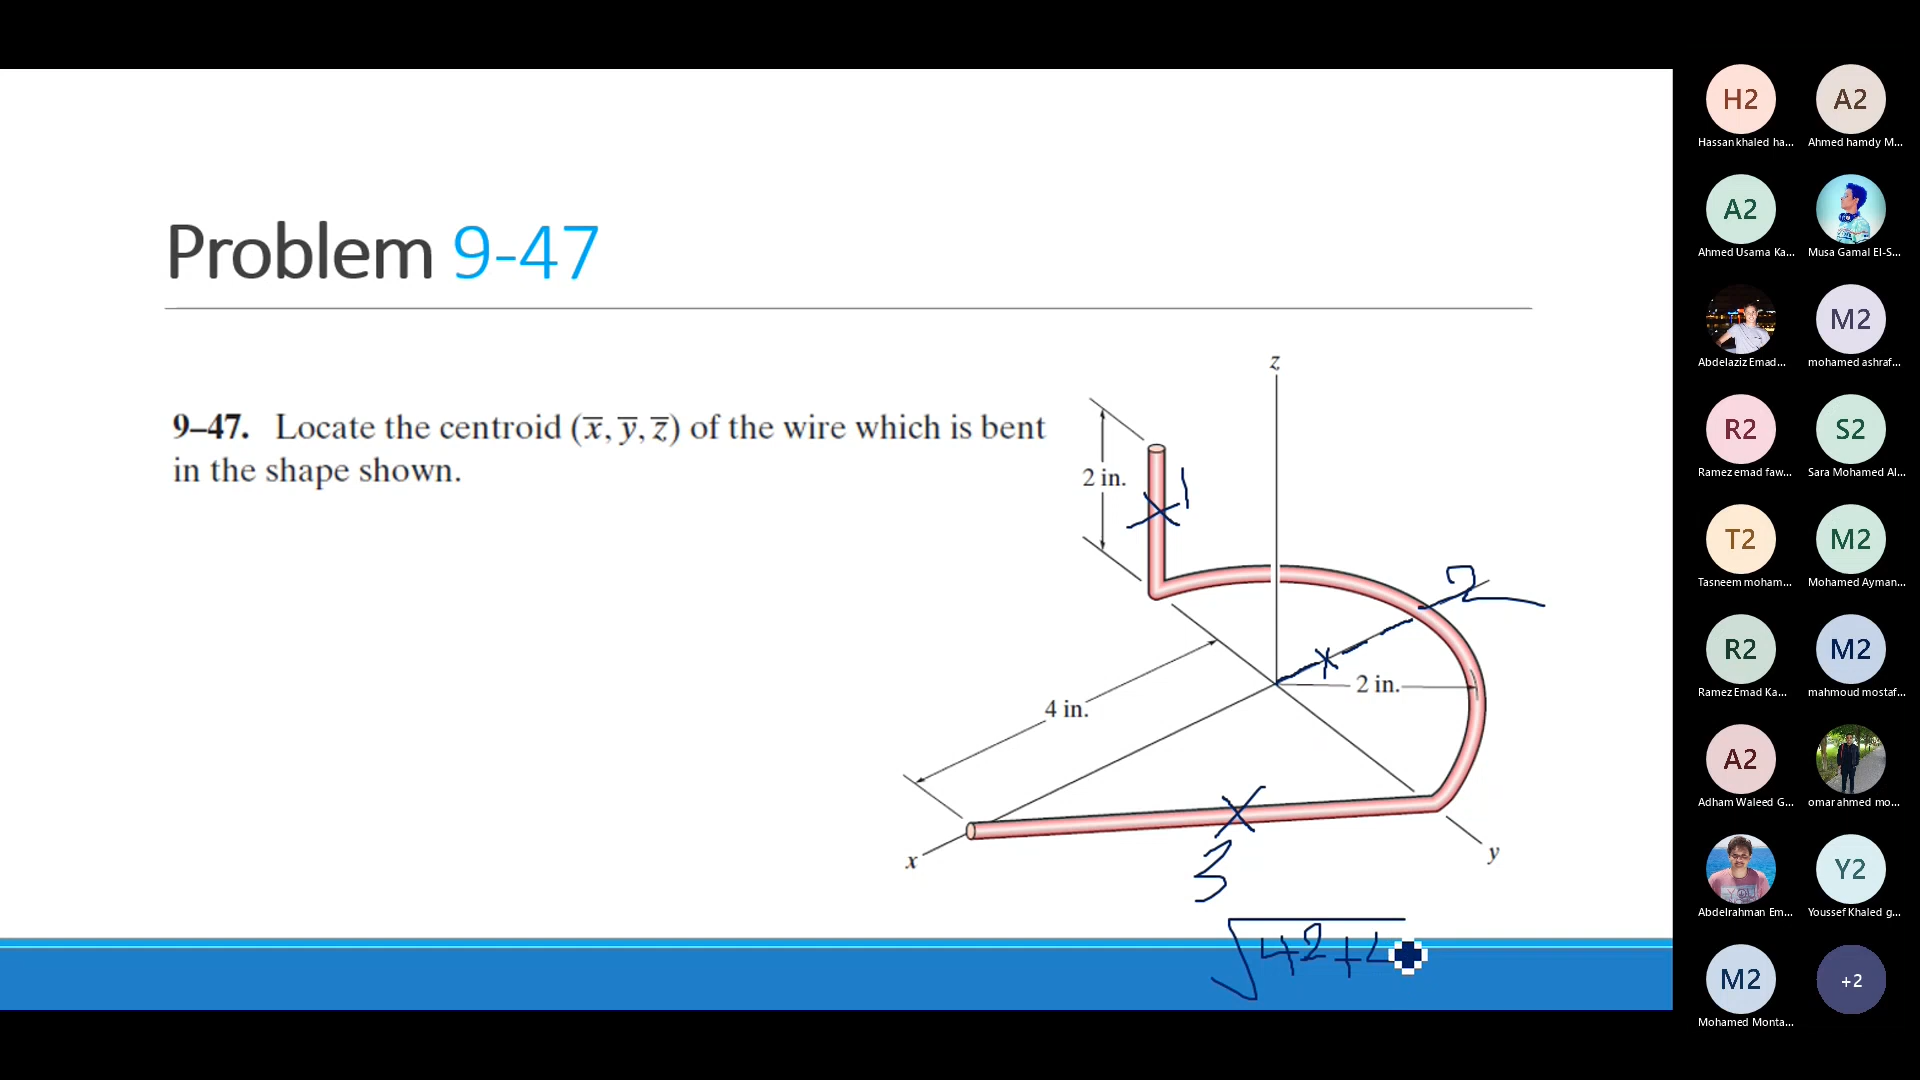 Problem 9-47
9–47. Locate the centroid (x̅, y̅, z̅) of the wire which is bent
in the shape shown.
z
2 in.
1
2
2 in.
4 in.
3
x
y
√4²+4
H2
Hassan khaled ha...
A2
Ahmed hamdy M...
A2
Ahmed Usama Ka...
Musa Gamal El-S...
Abdelaziz Emad...
M2
mohamed ashraf...
R2
Ramez emad faw...
S2
Sara Mohamed Al...
T2
Tasneem moham...
M2
Mohamed Ayman...
R2
Ramez Emad Ka...
M2
mahmoud mostaf...
A2
Adham Waleed G...
omar ahmed mo...
Abdelrahman Em...
Y2
Youssef Khaled g...
M2
Mohamed Monta...
+2